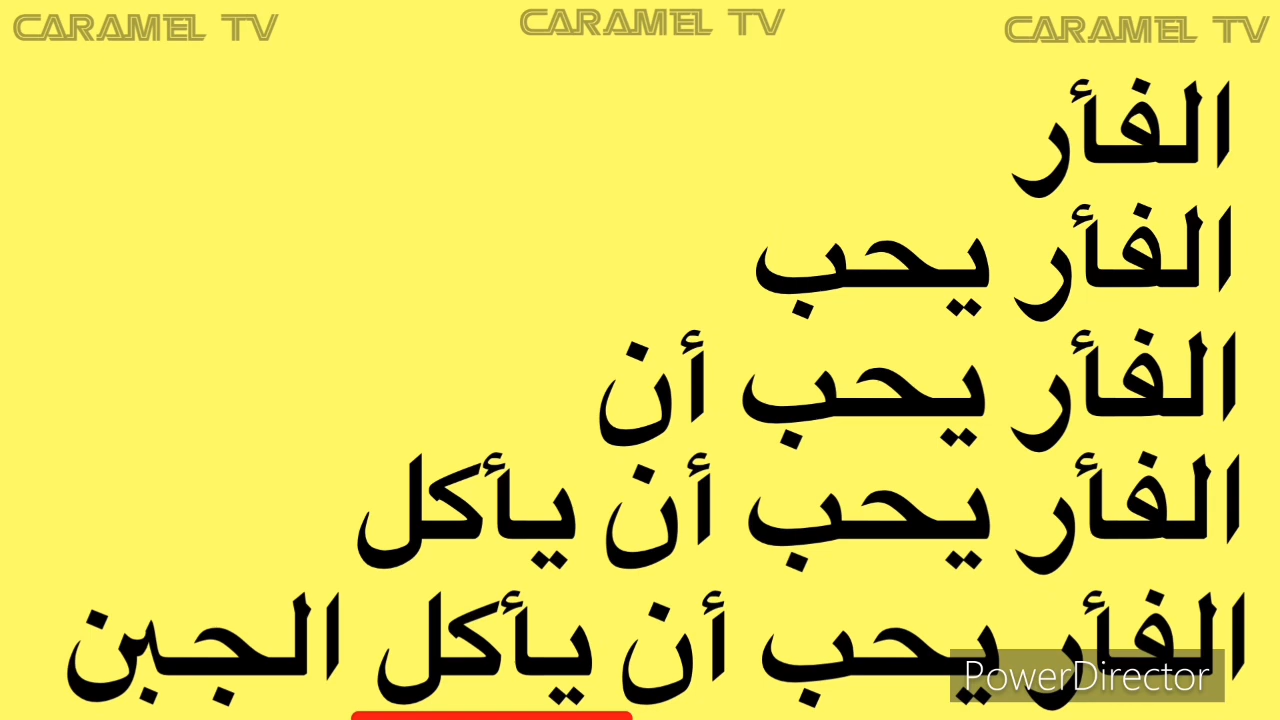 CARAMEL TV CARAMEL TV CARAMEL TV
الفأر
الفأر يحب
الفأر يحب أن
الفأر يحب أن يأكل
الفأر يحب أن يأكل الجبن
PowerDirector